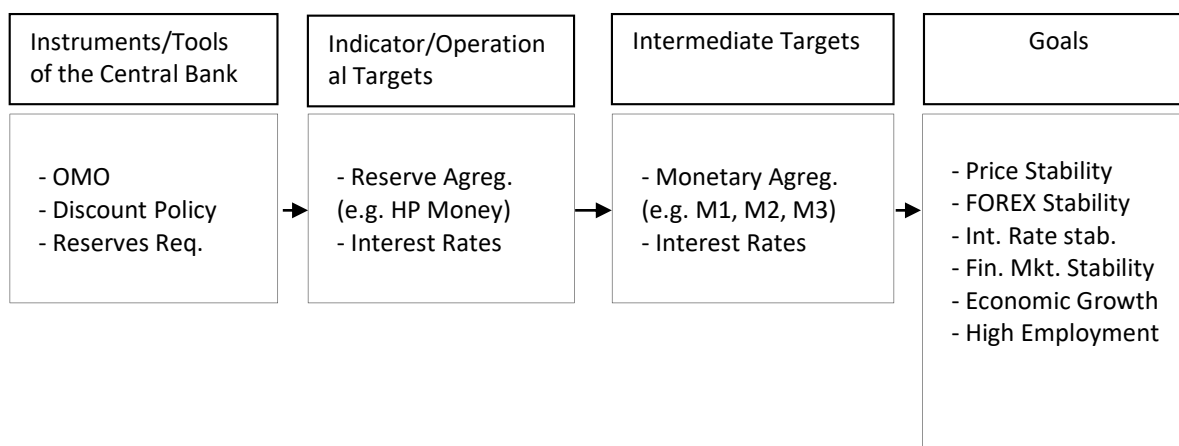 Instruments/Tools
of the Central Bank
Indicator/Operation
al Targets
Intermediate Targets
Goals
- OMO
- Discount Policy
- Reserves Req.
- Reserve Agreg.
(e.g. HP Money)
- Interest Rates
- Monetary Agreg.
(e.g. M1, M2, M3)
- Interest Rates
- Price Stability
- FOREX Stability
- Int. Rate stab.
- Fin. Mkt. Stability
- Economic Growth
- High Employment